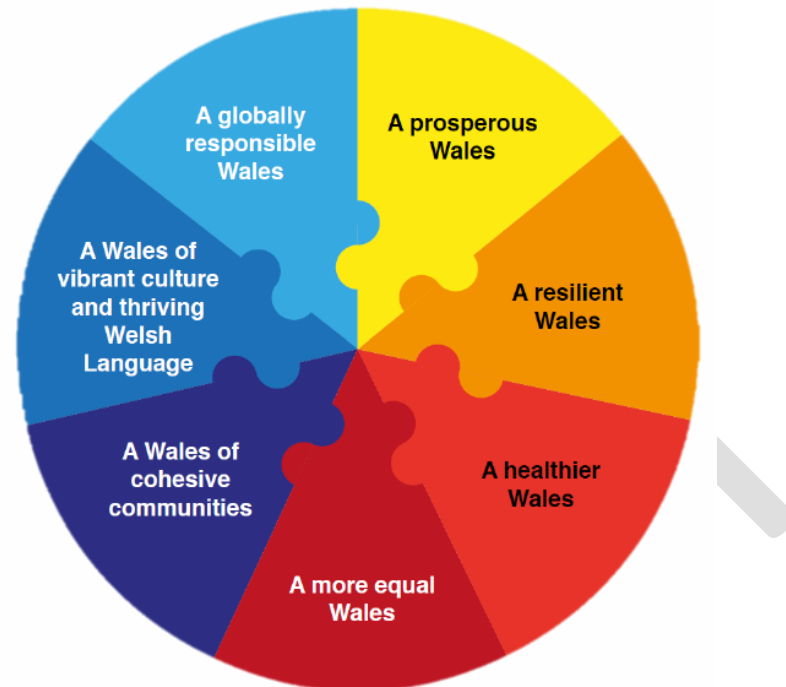 A prosperous
Wales
A resilient
Wales
A healthier
Wales
A more equal
Wales
A Wales of
cohesive
communities
A Wales of
vibrant culture
and thriving
Welsh
Language
A globally
responsible
Wales